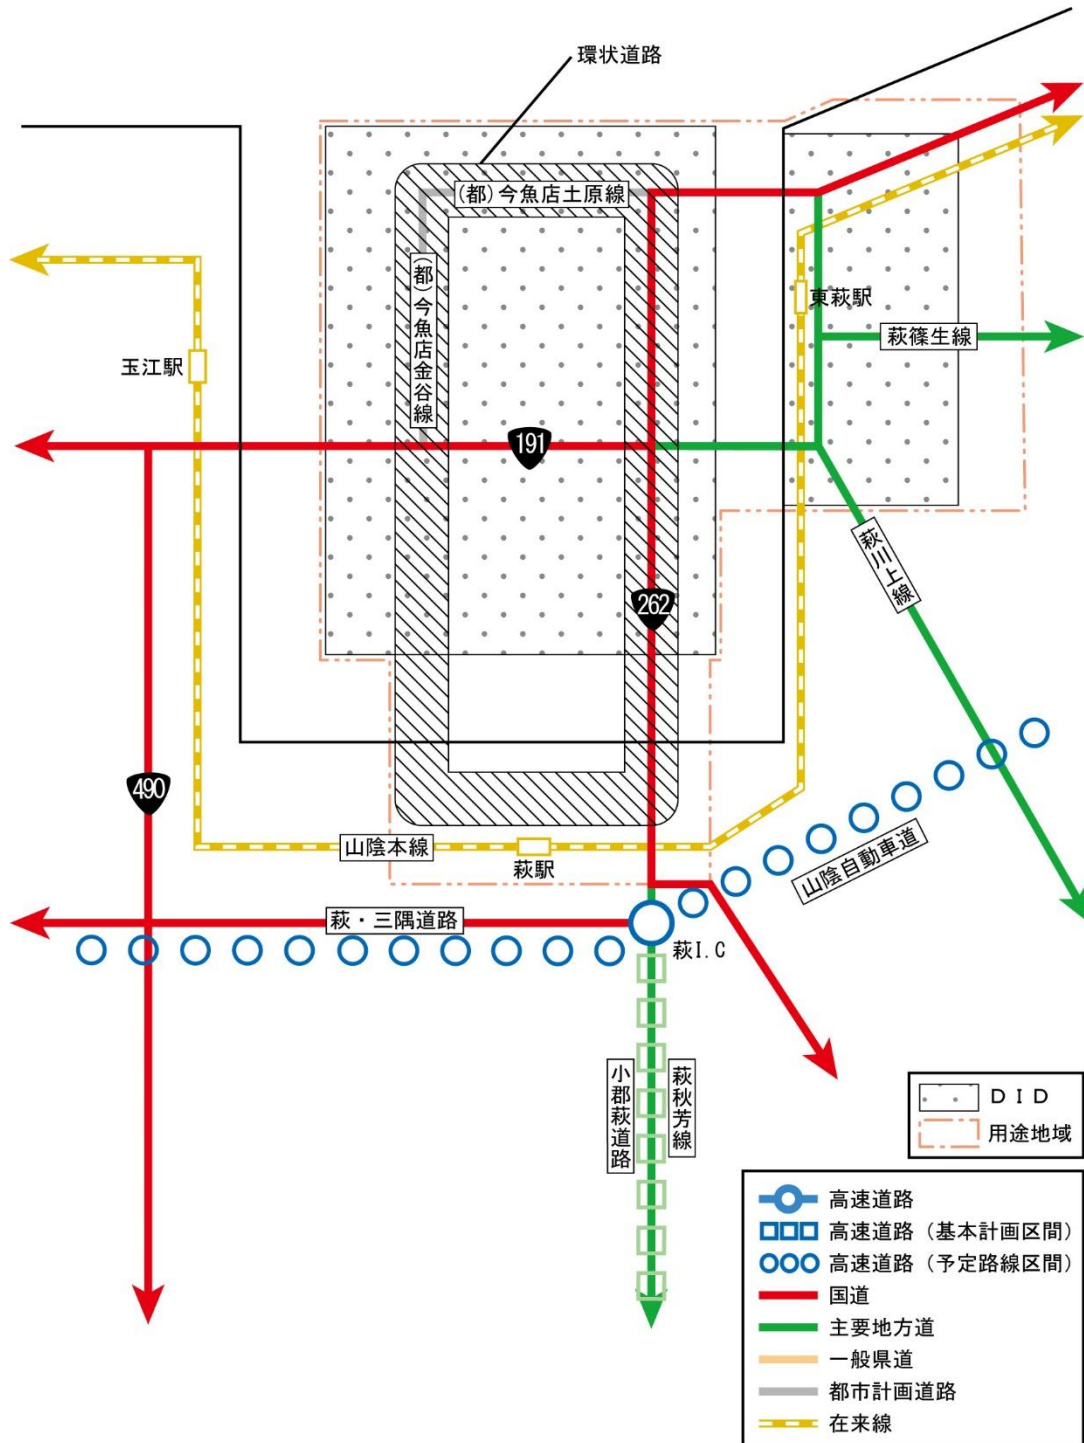 環状道路
(都)今魚店土原線
(都)今魚店金谷線
東萩駅
萩篠生線
玉江駅
191
萩川上線
262
490
山陰本線
萩駅
山陰自動車道
萩・三隅道路
萩I.C
小郡萩道路
萩秋芳線
DID
用途地域
高速道路
高速道路（基本計画区間）
高速道路（予定路線区間）
国道
主要地方道
一般県道
都市計画道路
在来線